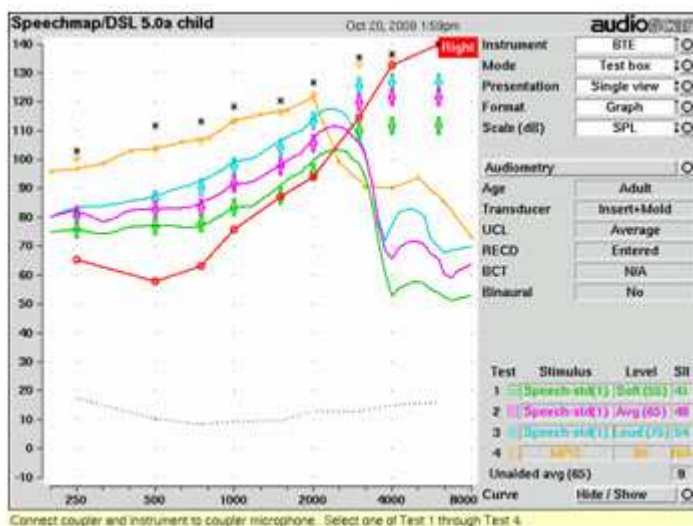 Speechmap/DSL 5.0a child Oct 20, 2009 1:59pm audioscan
Right
Instrument BTE
Mode Test box
Presentation Single view
Format Graph
Scale (dB) SPL
Audiometry
Age Adult
Transducer Insert+Mold
UCL Average
RECD Entered
BCT N/A
Binaural No
Test Stimulus Level SII
1 Speech-std(1) Soft (55)
2 Speech-std(1) Avg (65) 48
3 Speech-std(1) Loud (75) 54
4 MPO
Unaided avg (65) 9
Curve Hide / Show
140
130
120
110
100
90
80
70
60
50
40
30
20
10
0
-10
250 500 1000 2000 4000 8000
Connect coupler and instrument to coupler microphone. Select one of Test 1 through Test 4.